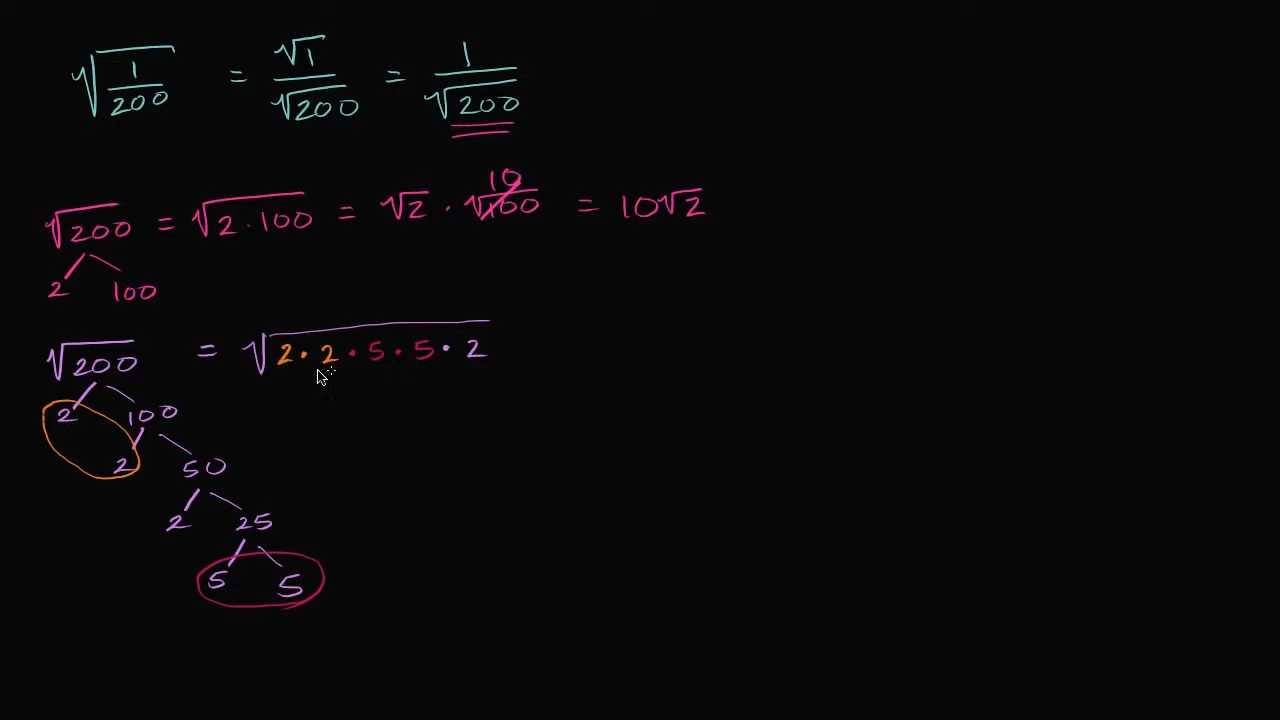 √(1/200) = √1/√200 = 1/√200
√200 = √(2·100) = √2 · √100 10 = 10√2
2 100
√200 = √(2·2·5·5·2)
2 100
2 50
2 25
5 5